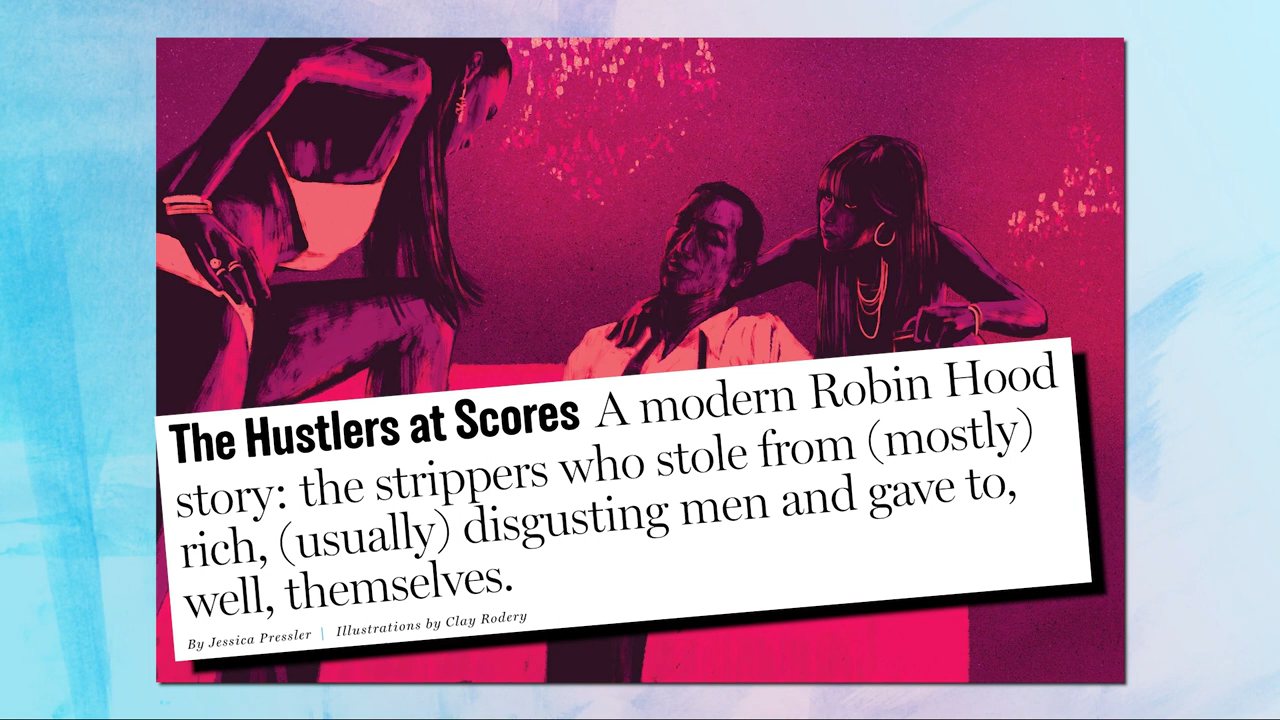 The Hustlers at Scores A modern Robin Hood
story: the strippers who stole from (mostly)
rich, (usually) disgusting men and gave to,
well, themselves.
By Jessica Pressler | Illustrations by Clay Rodery